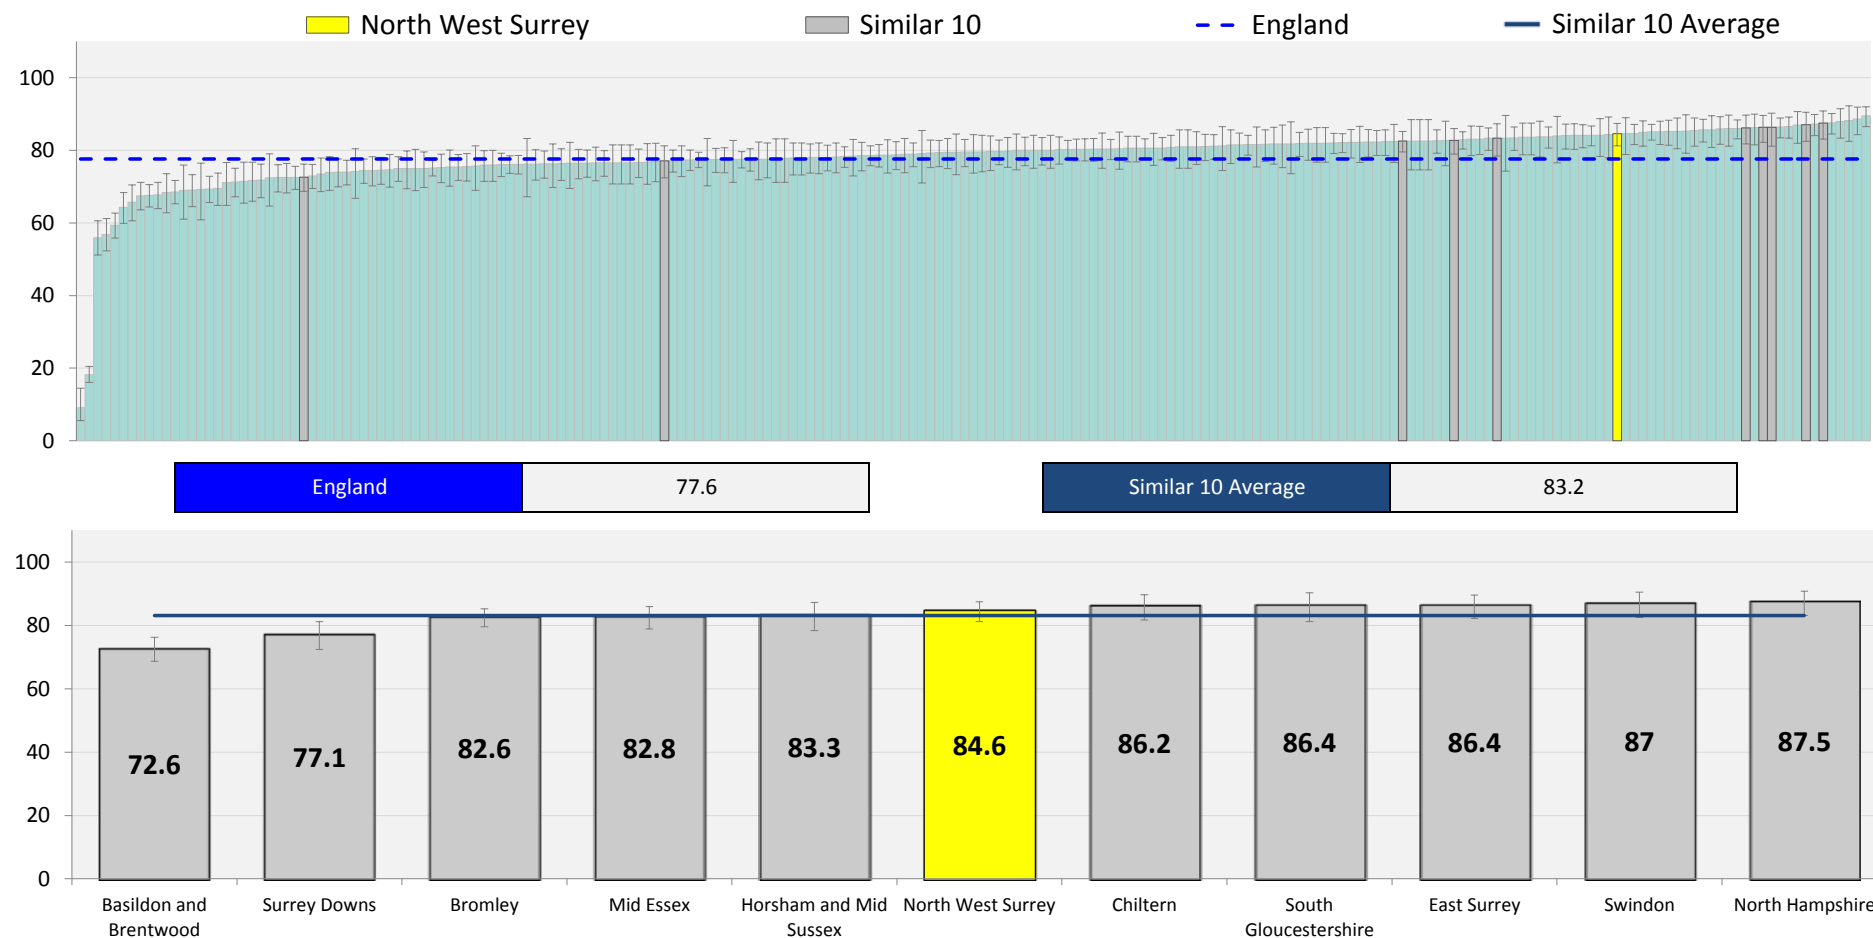 North West Surrey
Similar 10
England
Similar 10 Average
100
80
60
40
20
0
England 77.6
Similar 10 Average 83.2
100
80
60
40
20
0
72.6
77.1
82.6
82.8
83.3
84.6
86.2
86.4
86.4
87
87.5
Basildon and
Brentwood
Surrey Downs
Bromley
Mid Essex
Horsham and Mid
Sussex
North West Surrey
Chiltern
South
Gloucestershire
East Surrey
Swindon
North Hampshire